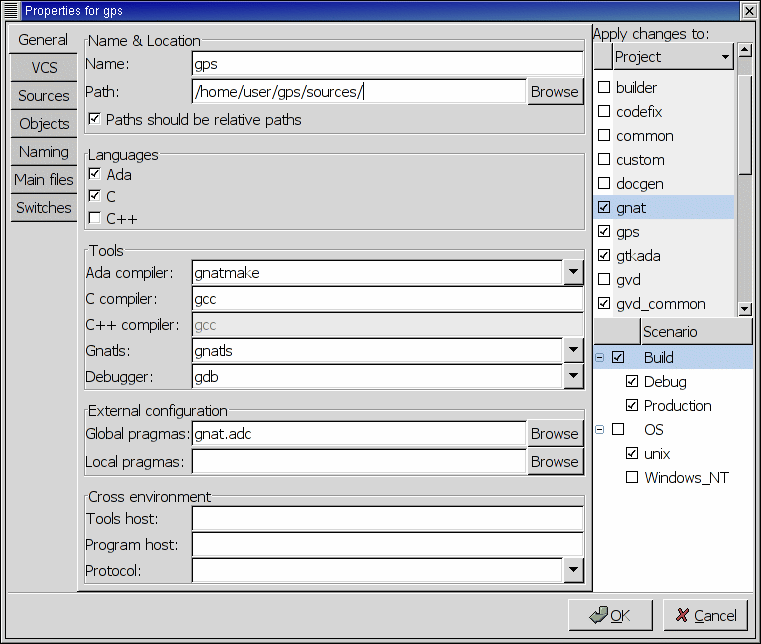 Properties for gps
General
VCS
Sources
Objects
Naming
Main files
Switches
Name & Location
Name: gps
Path: /home/user/gps/sources/ Browse
Paths should be relative paths
Languages
Ada
C
C++
Tools
Ada compiler: gnatmake
C compiler: gcc
C++ compiler: gcc
Gnatls: gnatls
Debugger: gdb
External configuration
Global pragmas: gnat.adc Browse
Local pragmas: Browse
Cross environment
Tools host:
Program host:
Protocol:
Apply changes to:
Project
builder
codefix
common
custom
docgen
gnat
gps
gtkada
gvd
gvd_common
Scenario
Build
Debug
Production
OS
unix
Windows_NT
OK Cancel